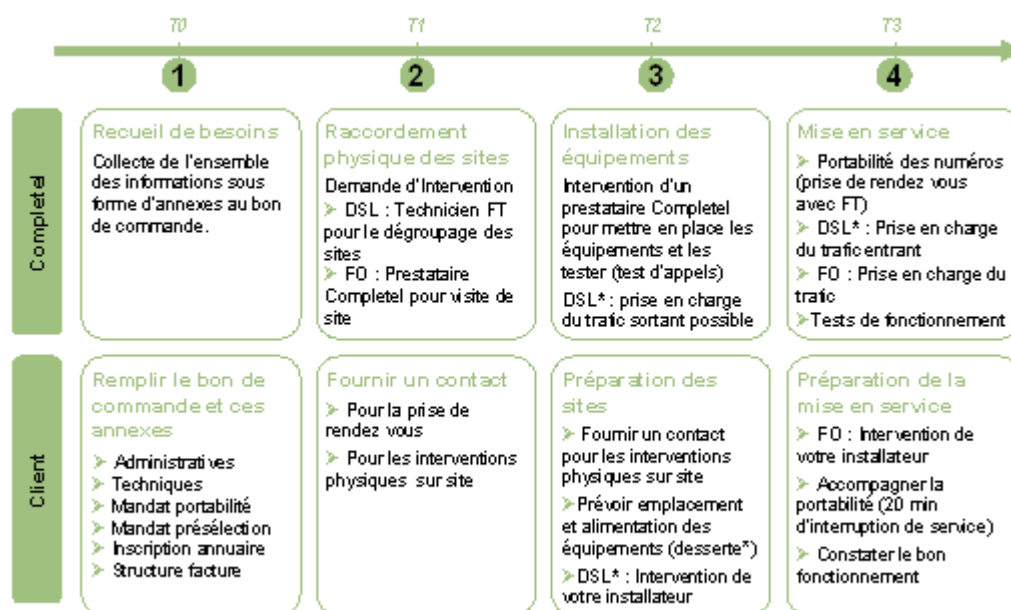 T0
T1
T2
T3
1
2
3
4
Completel
Recueil de besoins
Collecte de l'ensemble
des informations sous
forme d'annexes au bon
de commande.
Raccordement
physique des sites
Demande d'Intervention
➢ DSL : Technicien FT
pour le dégroupage des
sites
➢ FO : Prestataire
Completel pour visite de
site
Installation des
équipements
Intervention d'un
prestataire Completel
pour mettre en place les
équipements et les
tester (test d'appels)
DSL* : prise en charge
du trafic sortant possible
Mise en service
➢ Portabilité des numéros
(prise de rendez vous
avec FT)
➢ DSL* : Prise en charge
du trafic entrant
➢ FO : Prise en charge du
trafic
➢ Tests de fonctionnement
Client
Remplir le bon de
commande et ces
annexes
➢ Administratives
➢ Techniques
➢ Mandat portabilité
➢ Mandat présélection
➢ Inscription annuaire
➢ Structure facture
Fournir un contact
➢ Pour la prise de
rendez vous
➢ Pour les interventions
physiques sur site
Préparation des
sites
➢ Fournir un contact
pour les interventions
physiques sur site
➢ Prévoir emplacement
et alimentation des
équipements (desserte*)
➢ DSL* : Intervention de
votre installateur
Préparation de la
mise en service
➢ FO : Intervention de
votre installateur
➢ Accompagner la
portabilité (20 min
d'interruption de service)
➢ Constater le bon
fonctionnement